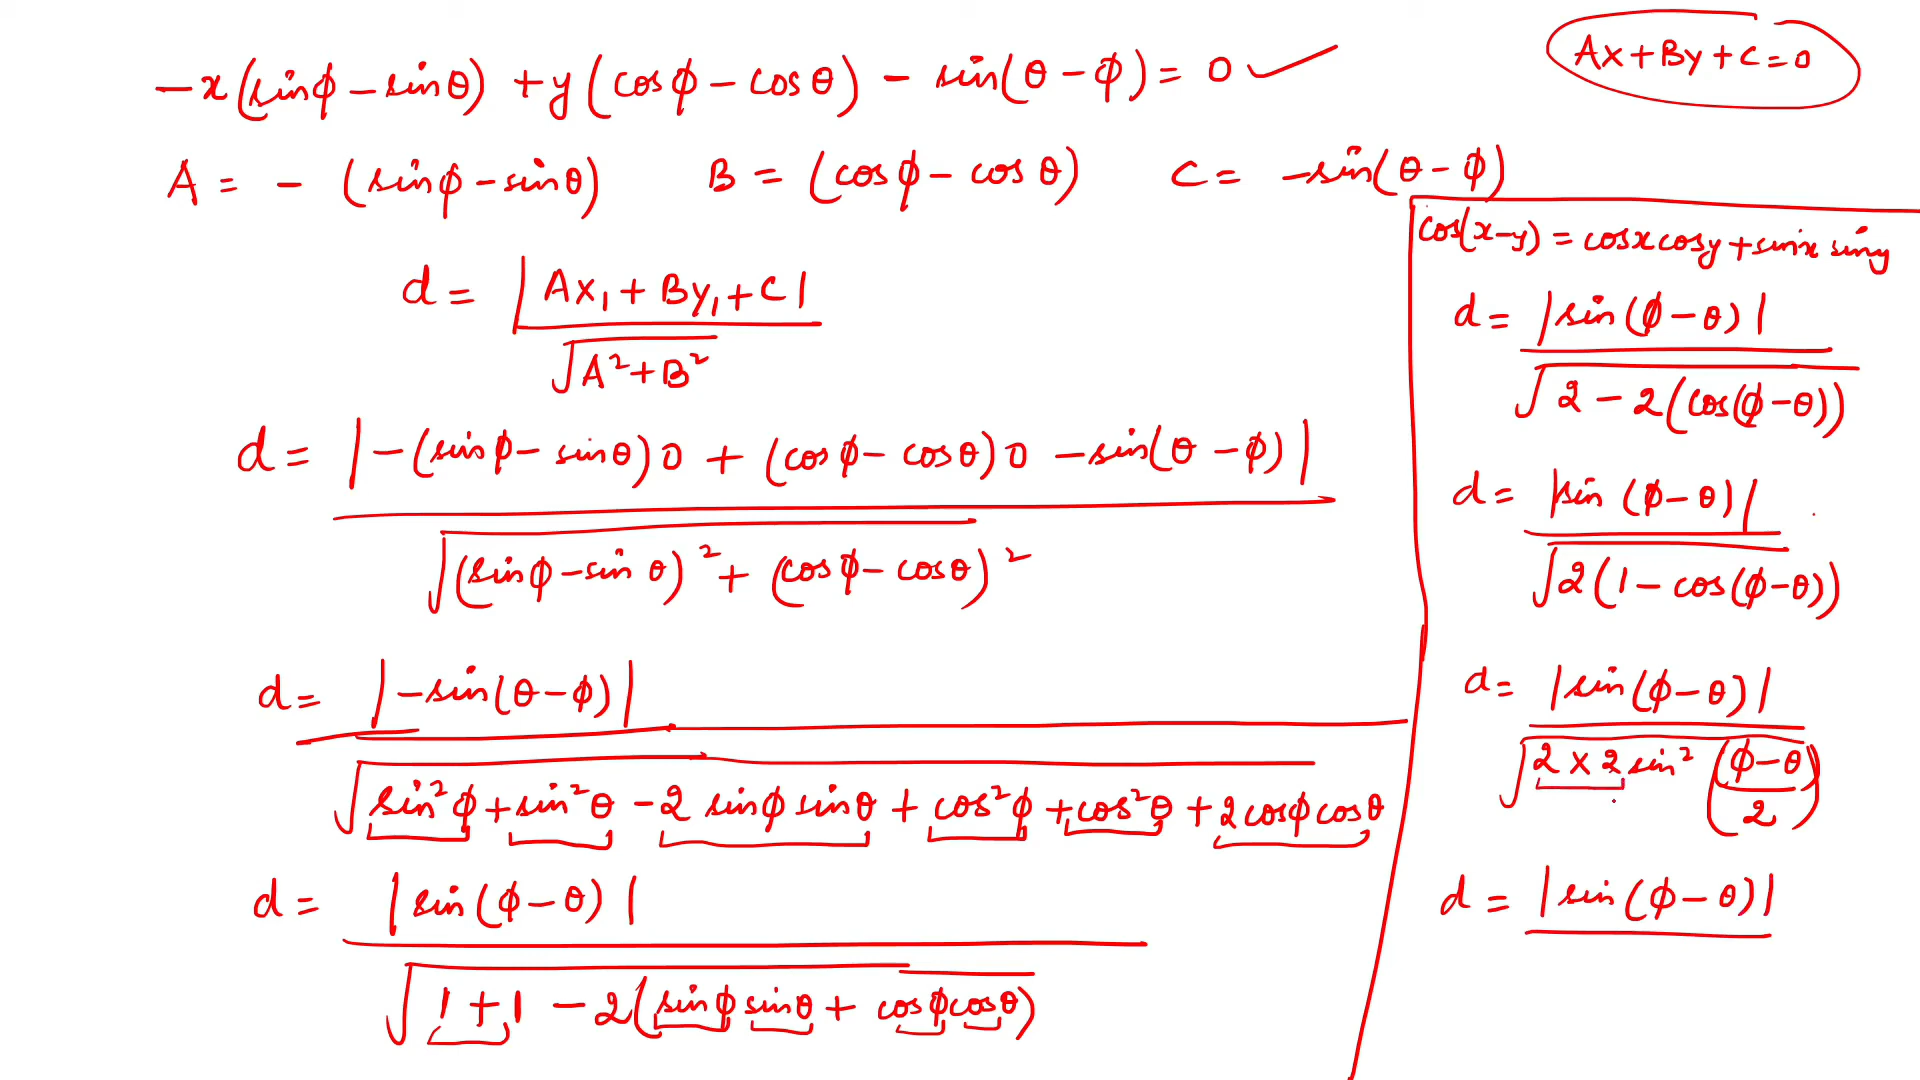 -x(sinφ - sinθ) + y(cosφ - cosθ) - sin(θ - φ) = 0 ✓
Ax + By + C = 0
A = - (sinφ - sinθ) B = (cosφ - cosθ) C = -sin(θ - φ)
d = |Ax₁ + By₁ + C| / √(A² + B²)
d = |-(sinφ - sinθ)0 + (cosφ - cosθ)0 - sin(θ - φ)| / √((sinφ - sinθ)² + (cosφ - cosθ)²)
d = |-sin(θ - φ)| / √(sin²φ + sin²θ - 2 sinφ sinθ + cos²φ + cos²θ + 2cosφ cosθ)
d = |sin(φ - θ)| / √(1 + 1 - 2(sinφ sinθ + cosφ cosθ))
cos(x-y) = cosx cosy + sinx siny
d = |sin(φ - θ)| / √(2 - 2(cos(φ - θ)))
d = |sin(φ - θ)| / √(2(1 - cos(φ - θ)))
d = |sin(φ - θ)| / √(2 × 2 sin²((φ - θ)/2))
d = |sin(φ - θ)|